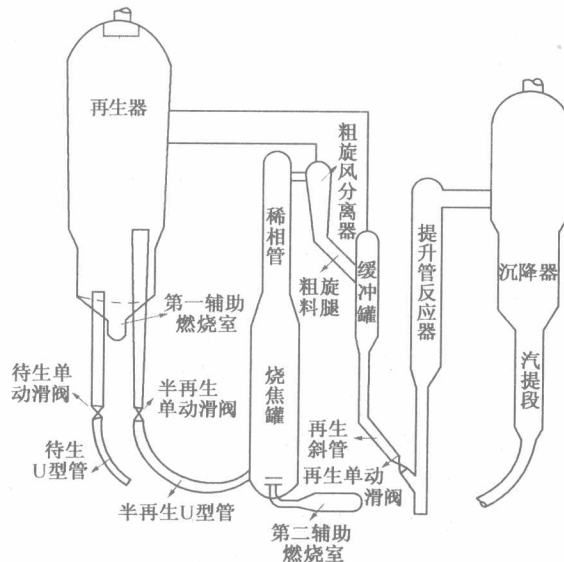 再生器
粗旋风分离器
稀相管
提升管反应器
沉降器
缓冲罐
粗旋
料腿
第一辅助
燃烧室
待生单
动滑阀
半再生
单动滑阀
烧焦罐
汽提段
再生
斜管
待生
U型管
再生单动
滑阀
半再生U型管
第二辅助
燃烧室